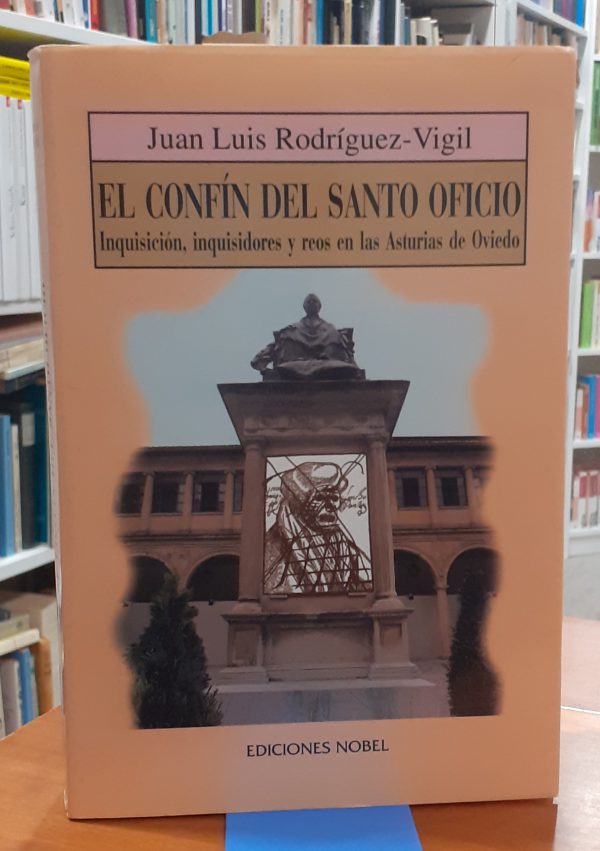 Juan Luis Rodríguez-Vigil
EL CONFÍN DEL SANTO OFICIO
Inquisición, inquisidores y reos en las Asturias de Oviedo
EDICIONES NOBEL